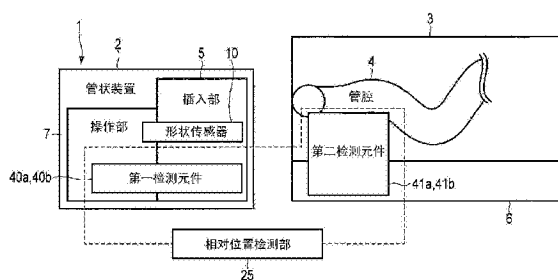 1
2
5
10
3
4
管状装置
插入部
管腔
操作部
形状传感器
7
第二检测元件
40a,40b
第一检测元件
41a,41b
6
相对位置检测部
25